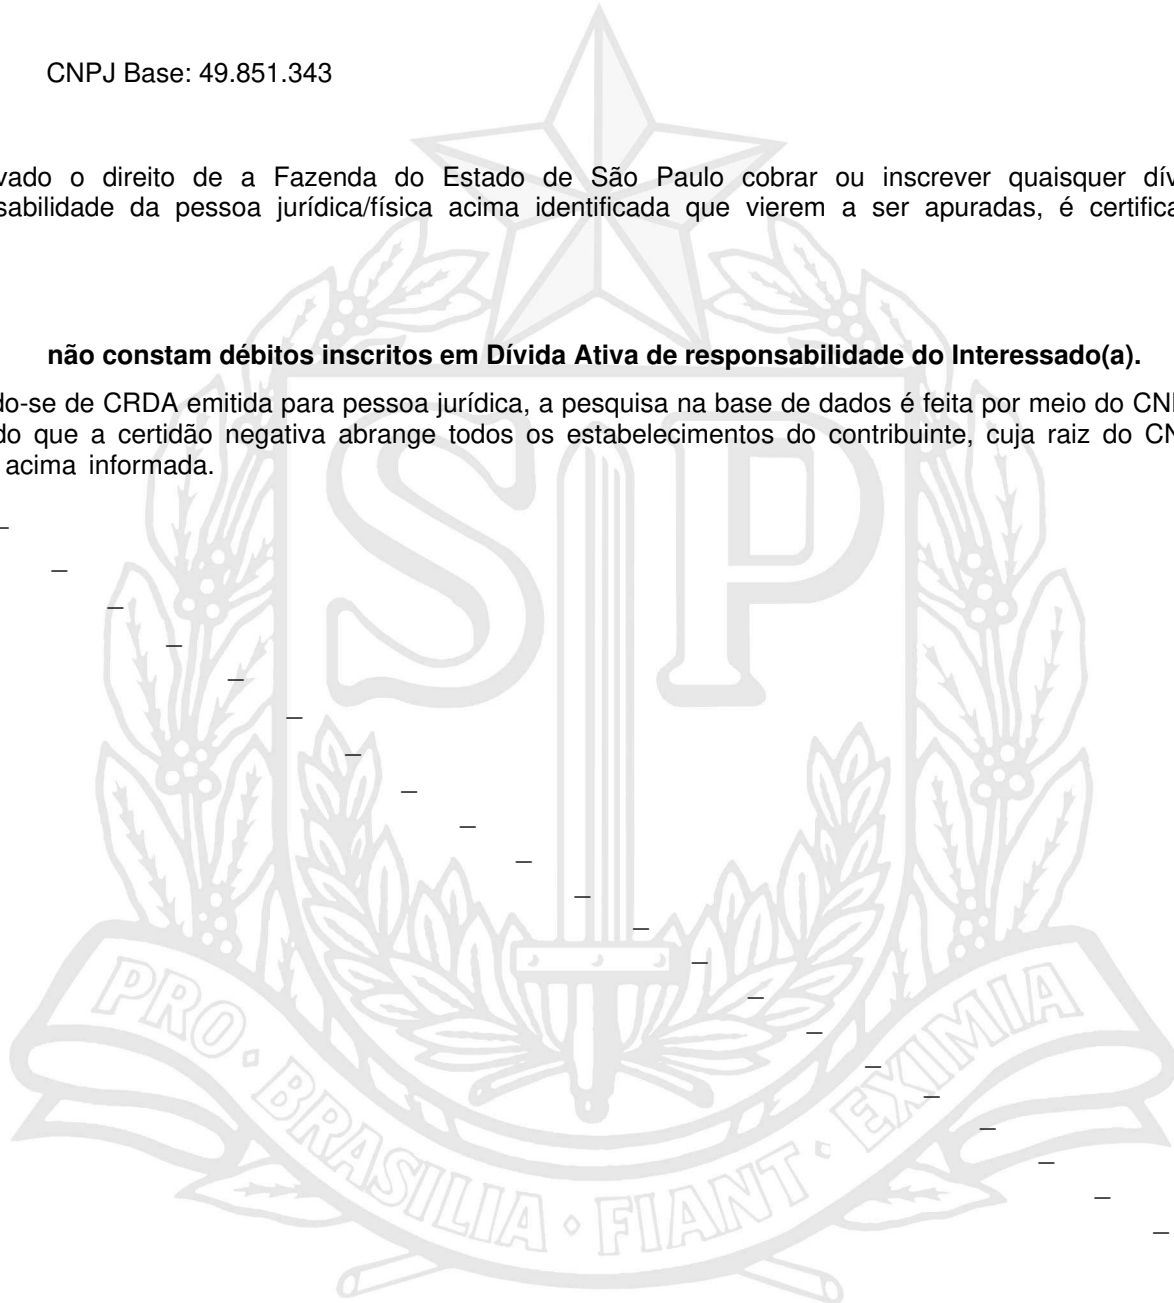 CNPJ Base: 49.851.343
vado o direito de a Fazenda do Estado de São Paulo cobrar ou inscrever quaisquer dív
sabilidade da pessoa jurídica/física acima identificada que vierem a ser apuradas, é certifica
não constam débitos inscritos em Dívida Ativa de responsabilidade do Interessado(a).
do-se de CRDA emitida para pessoa jurídica, a pesquisa na base de dados é feita por meio do CN
do que a certidão negativa abrange todos os estabelecimentos do contribuinte, cuja raiz do CN
acima informada.
SP
PRO · BRASILIA · FIANT · EXIMIA